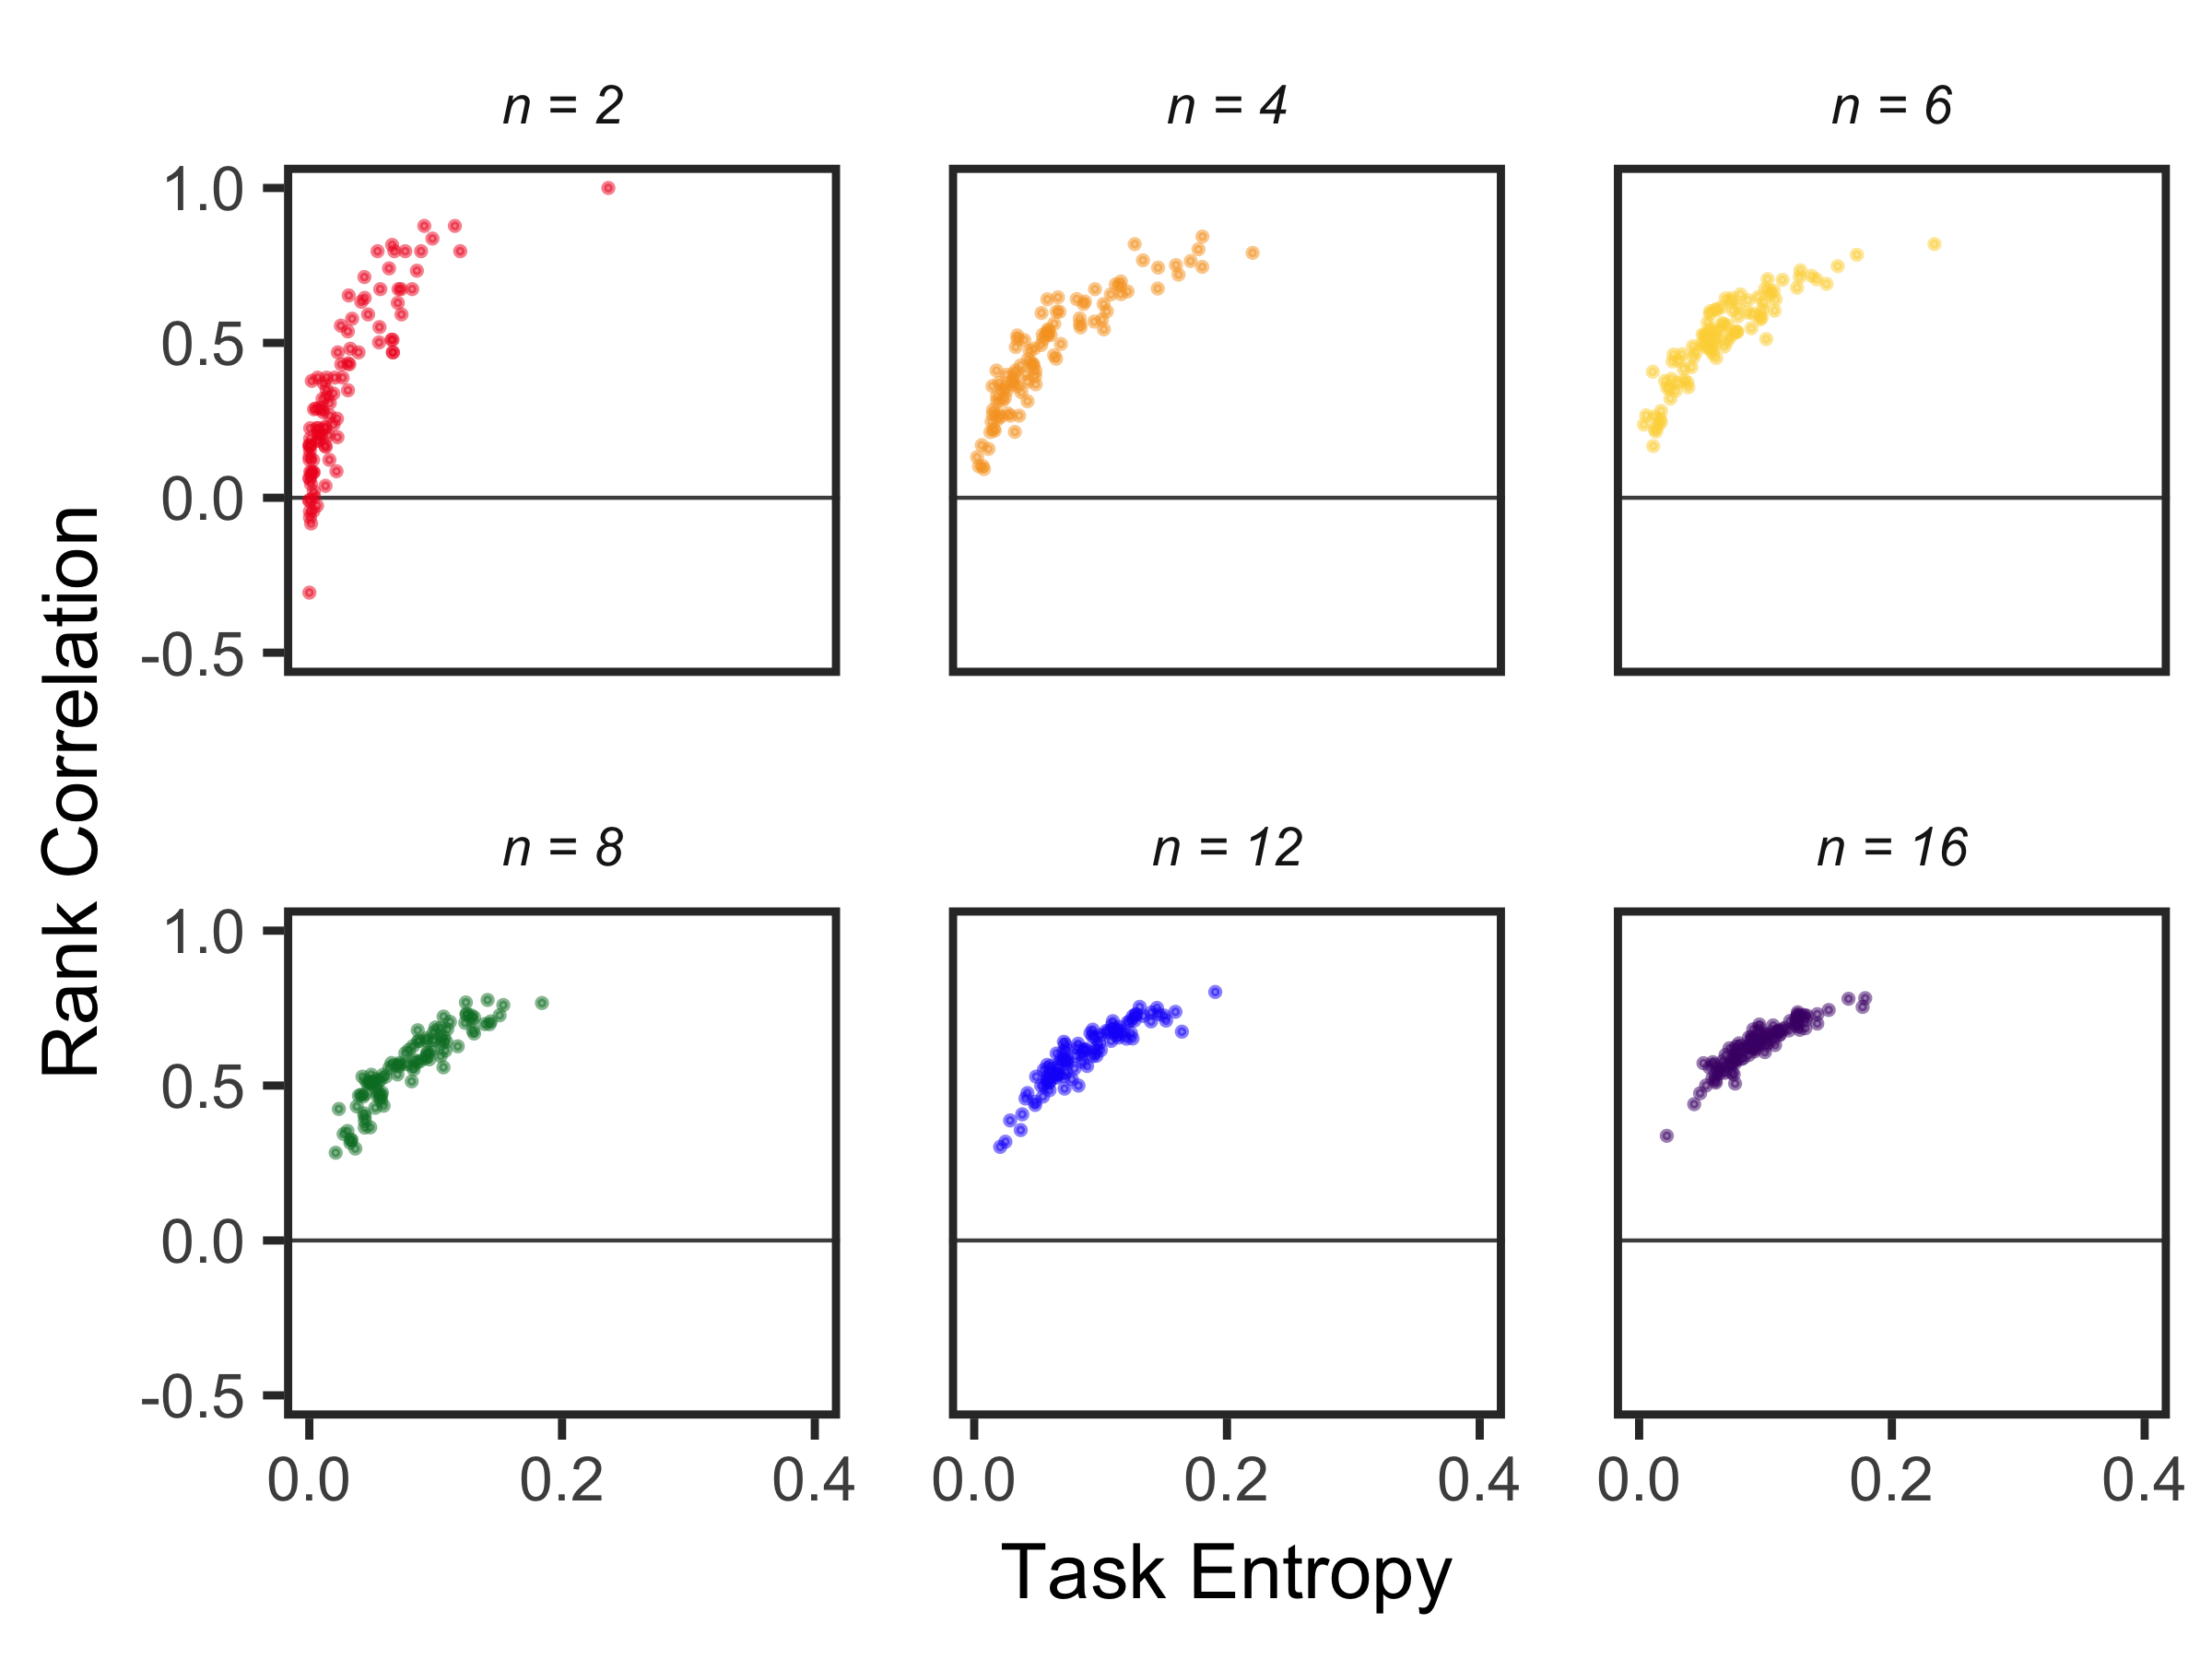 n = 2
n = 4
n = 6
1.0
0.5
0.0
-0.5
n = 8
n = 12
n = 16
1.0
0.5
0.0
-0.5
0.0 0.2 0.4 0.0 0.2 0.4 0.0 0.2 0.4
Rank Correlation
Task Entropy